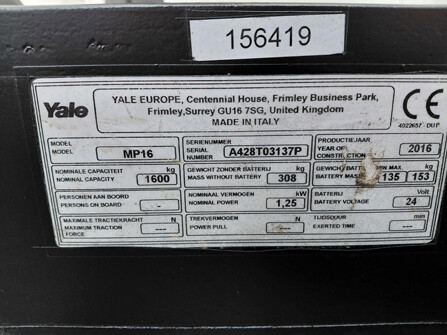 156419
Yale
YALE EUROPE, Centennial House, Frimley Business Park,
Frimley,Surrey GU16 7SG, United Kingdom
MADE IN ITALY
CE
4022657 - DU/F
MODEL
MODEL
MP16
SERIENUMMER
SERIAL
NUMBER
A428T03137P
PRODUCTIEJAAR
YEAR OF
CONSTRUCTION
2016
NOMINALE CAPACITEIT kg
NOMINAL CAPACITY
1600
GEWICHT ZONDER BATTERIJ kg
MASS WITHOUT BATTERY
308
GEWICHT MIN MAX kg
BATTERY MASS
135 153
PERSONEN AAN BOORD
PERSONS ON BOARD
-
NOMINAAL VERMOGEN kW
NOMINAL POWER
1,25
BATTERIJ Volt
BATTERY VOLTAGE
24
MAXIMALE TRACTIEKRACHT N
MAXIMUM TRACTION
FORCE
---
TREKVERMOGEN N
POWER PULL
---
TIJDSDUUR min
EXERTED TIME
---